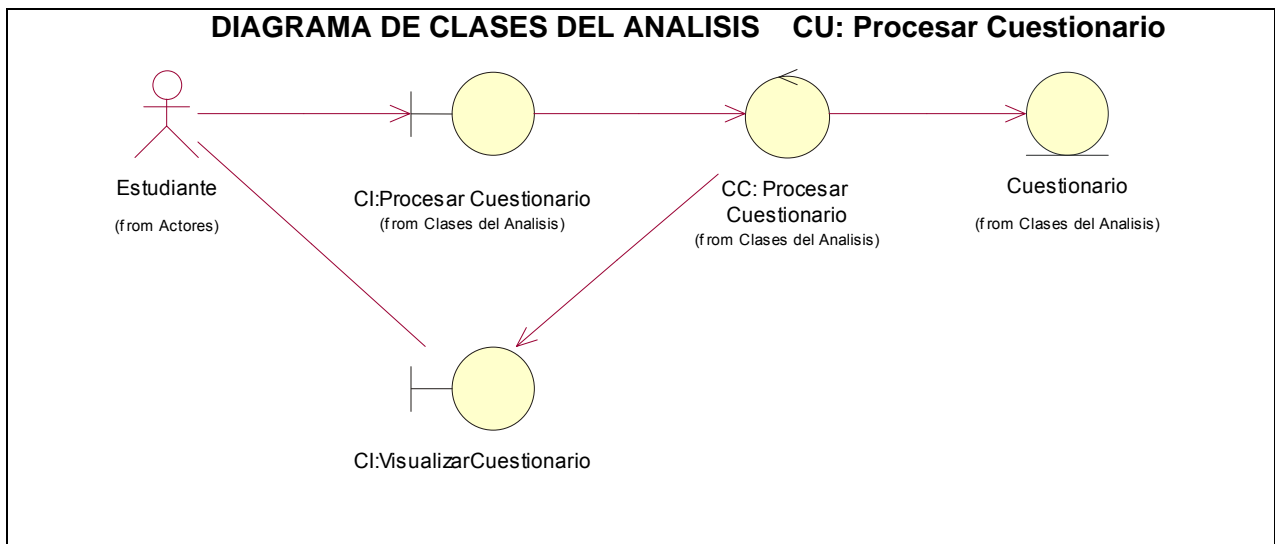 DIAGRAMA DE CLASES DEL ANALISIS CU: Procesar Cuestionario
Estudiante
(from Actores)
CI:Procesar Cuestionario
(from Clases del Analisis)
CC: Procesar
Cuestionario
(from Clases del Analisis)
Cuestionario
(from Clases del Analisis)
CI:VisualizarCuestionario